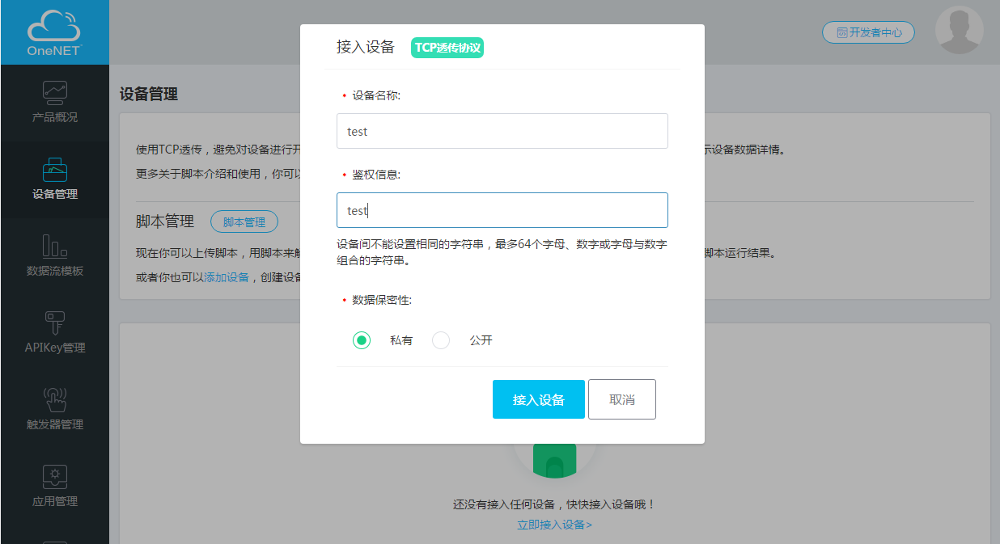 OneNET
开发者中心
产品概况
设备管理
数据流模板
APIKey管理
触发器管理
应用管理
设备管理
使用TCP透传，避免对设备进行开
示设备数据详情。
更多关于脚本介绍和使用，你可以
脚本管理 脚本管理
现在你可以上传脚本，用脚本来解
脚本运行结果。
或者你也可以添加设备，创建设备
接入设备 TCP透传协议
• 设备名称:
test
• 鉴权信息:
test
设备间不能设置相同的字符串，最多64个字母、数字或字母与数字
组合的字符串。
• 数据保密性:
私有 公开
接入设备 取消
还没有接入任何设备，快快接入设备哦！
立即接入设备>